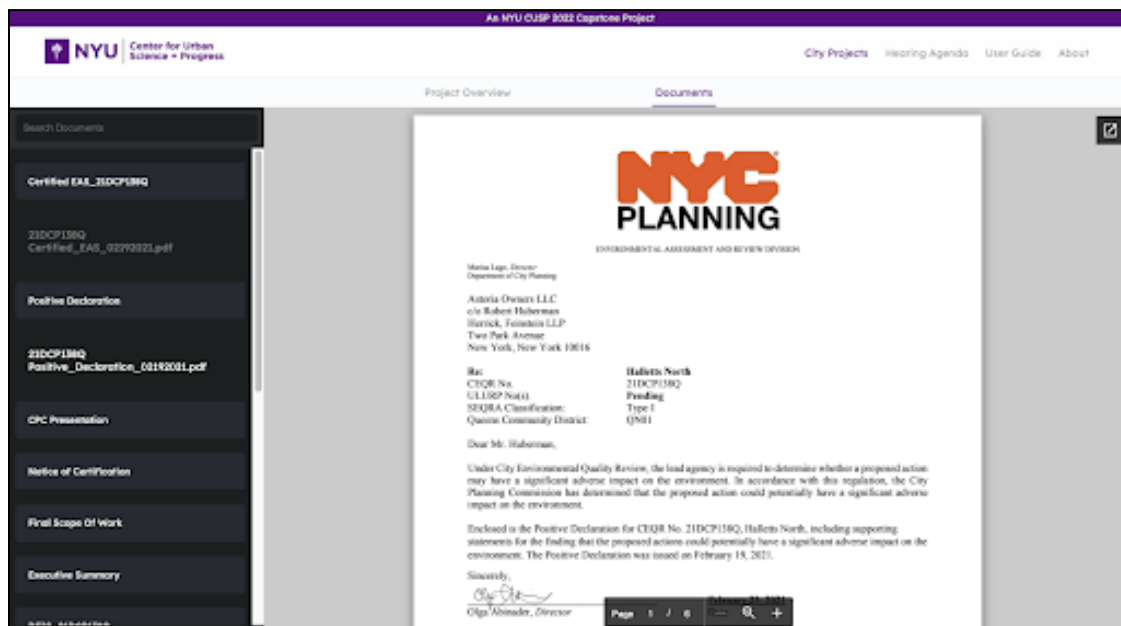 An NYU CUSP 2022 Capstone Project
NYU Center for Urban
Science + Progress
City Projects Hearing Agenda User Guide About
Project Overview Documents
Search Documents
Certified EAS_21DCP138Q
21DCP138Q
Certified_EAS_02192021.pdf
Positive Declaration
21DCP138Q
Positive_Declaration_02192021.pdf
CPC Presentation
Notice of Certification
Final Scope Of Work
Executive Summary
NYC
PLANNING
ENVIRONMENTAL ASSESSMENT AND REVIEW DIVISION
Marisa Lago, Director
Department of City Planning
Astoria Owners LLC
c/o Robert Huberman
Herrick, Feinstein LLP
Two Park Avenue
New York, New York 10016
Re: Halletts North
CEQR No. 21DCP138Q
ULURP No(s). Pending
SEQRA Classification: Type I
Queens Community District: QN01
Dear Mr. Huberman,
Under City Environmental Quality Review, the lead agency is required to determine whether a proposed action
may have a significant adverse impact on the environment. In accordance with this regulation, the City
Planning Commission has determined that the proposed action could potentially have a significant adverse
impact on the environment.
Enclosed is the Positive Declaration for CEQR No. 21DCP138Q, Halletts North, including supporting
statements for the finding that the proposed actions could potentially have a significant adverse impact on the
environment. The Positive Declaration was issued on February 19, 2021.
Sincerely,
Olga Abinader, Director
Page 1 / 6